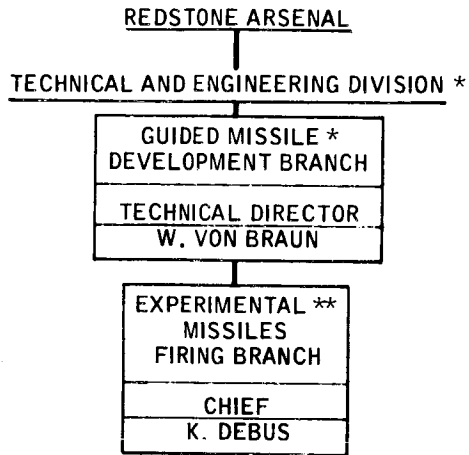 REDSTONE ARSENAL
TECHNICAL AND ENGINEERING DIVISION *
GUIDED MISSILE *
DEVELOPMENT BRANCH
TECHNICAL DIRECTOR
W. VON BRAUN
EXPERIMENTAL **
MISSILES
FIRING BRANCH
CHIEF
K. DEBUS